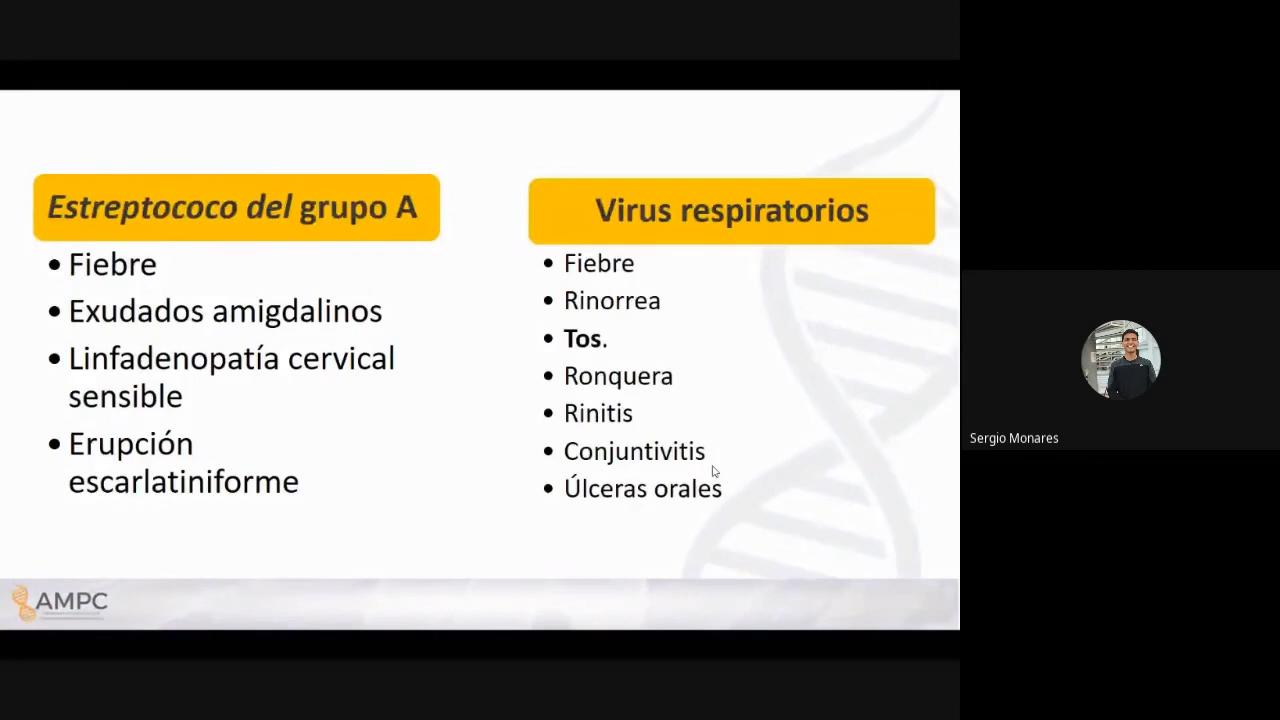 Estreptococo del grupo A
• Fiebre
• Exudados amigdalinos
• Linfadenopatía cervical
sensible
• Erupción
escarlatiniforme
Virus respiratorios
• Fiebre
• Rinorrea
• Tos.
• Ronquera
• Rinitis
• Conjuntivitis
• Úlceras orales
AMPC
Sergio Monares